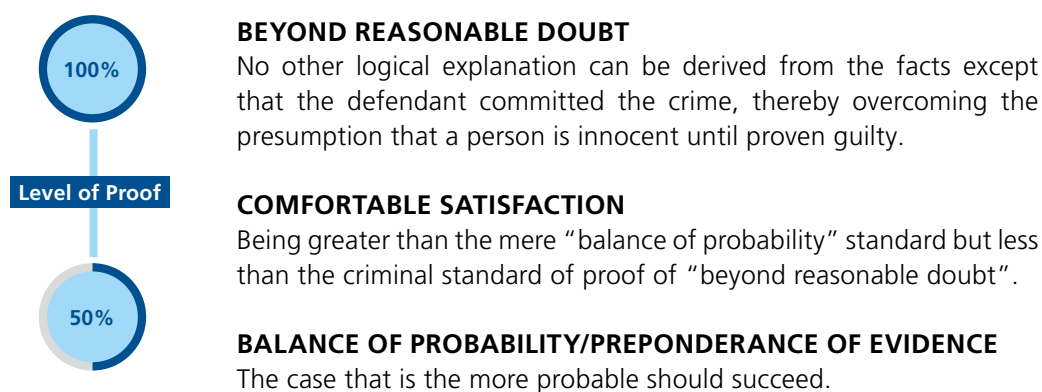 100%
BEYOND REASONABLE DOUBT
No other logical explanation can be derived from the facts except
that the defendant committed the crime, thereby overcoming the
presumption that a person is innocent until proven guilty.
Level of Proof
COMFORTABLE SATISFACTION
Being greater than the mere “balance of probability” standard but less
than the criminal standard of proof of “beyond reasonable doubt”.
50%
BALANCE OF PROBABILITY/PREPONDERANCE OF EVIDENCE
The case that is the more probable should succeed.